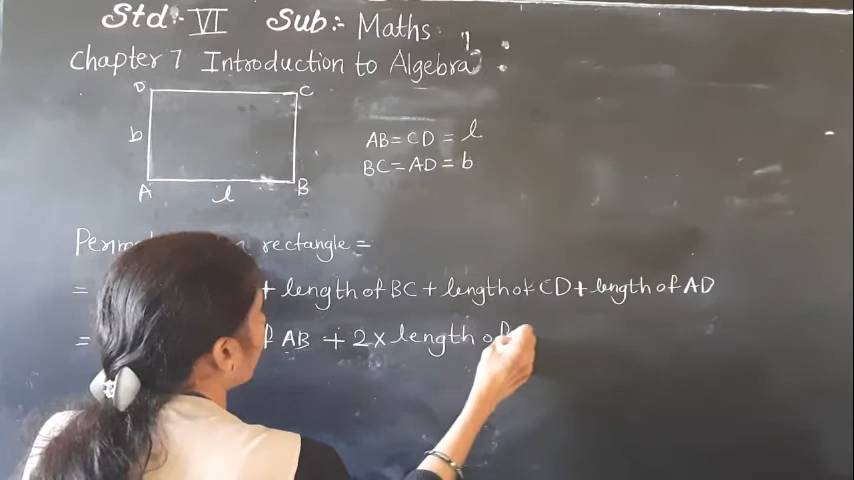 Std:- VI Sub:- Maths
Chapter 7 Introduction to Algebra
D C
b
A l B
AB = CD = l
BC = AD = b
rectangle =
= + length of BC + length of CD + length of AD
= AB + 2 x length of